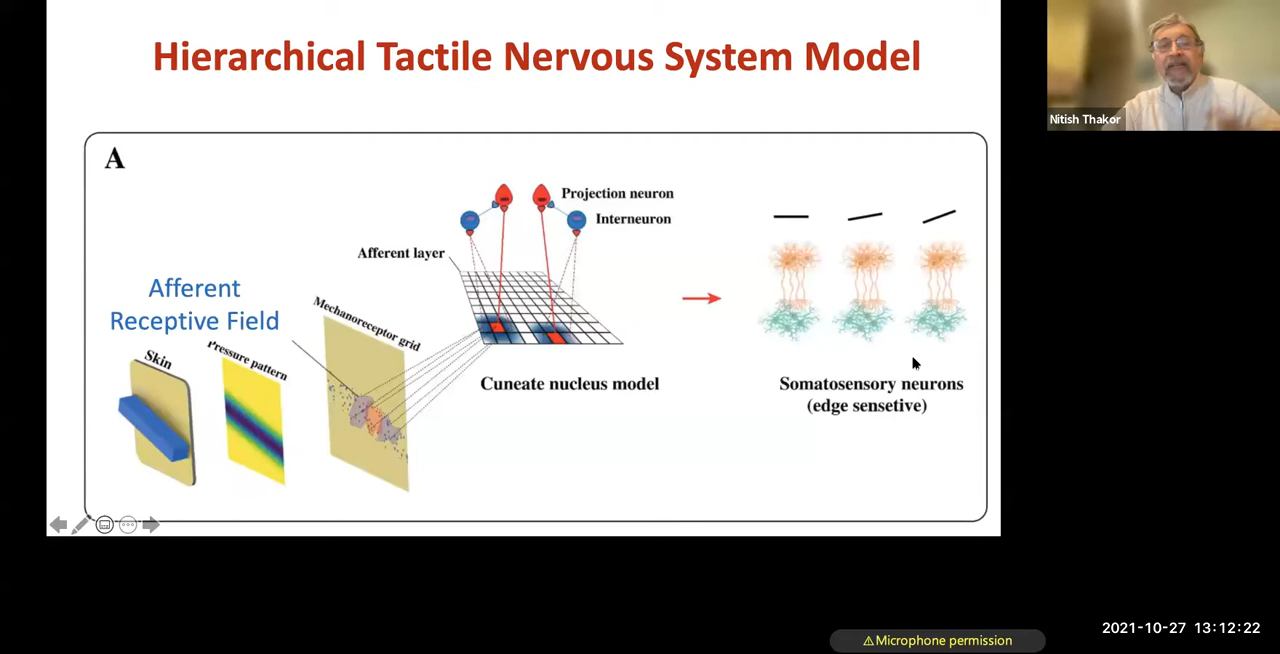 Hierarchical Tactile Nervous System Model
Nitish Thakor
A
Projection neuron
Interneuron
Afferent layer
Afferent
Receptive Field
Mechanoreceptor grid
Skin
Pressure pattern
Cuneate nucleus model
Somatosensory neurons
(edge sensetive)
2021-10-27 13:12:22
⚠Microphone permission